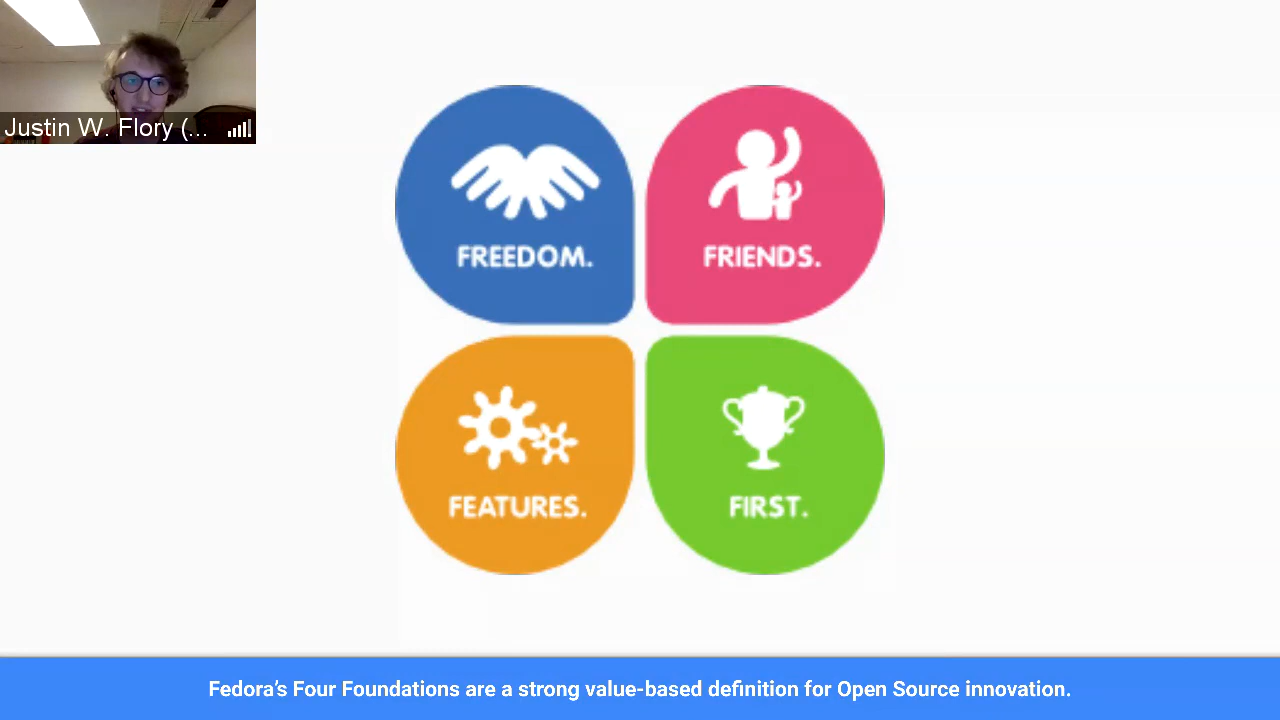 Justin W. Flory (...
FREEDOM.
FRIENDS.
FEATURES.
FIRST.
Fedora’s Four Foundations are a strong value-based definition for Open Source innovation.